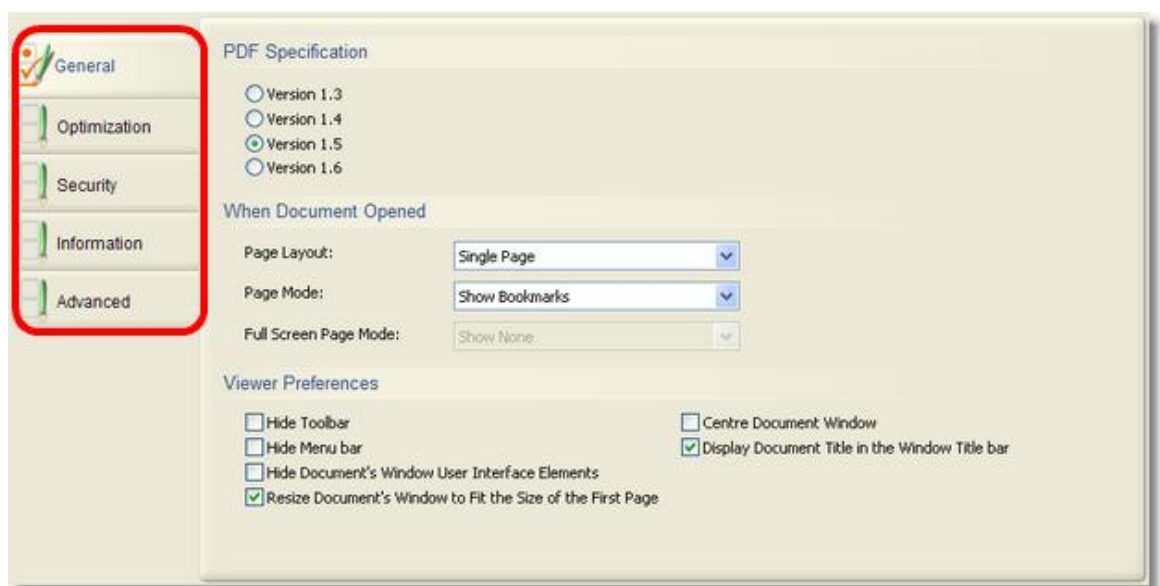 General
Optimization
Security
Information
Advanced
PDF Specification
Version 1.3
Version 1.4
Version 1.5
Version 1.6
When Document Opened
Page Layout: Single Page
Page Mode: Show Bookmarks
Full Screen Page Mode: Show None
Viewer Preferences
Hide Toolbar
Hide Menu bar
Hide Document's Window User Interface Elements
Resize Document's Window to Fit the Size of the First Page
Centre Document Window
Display Document Title in the Window Title bar